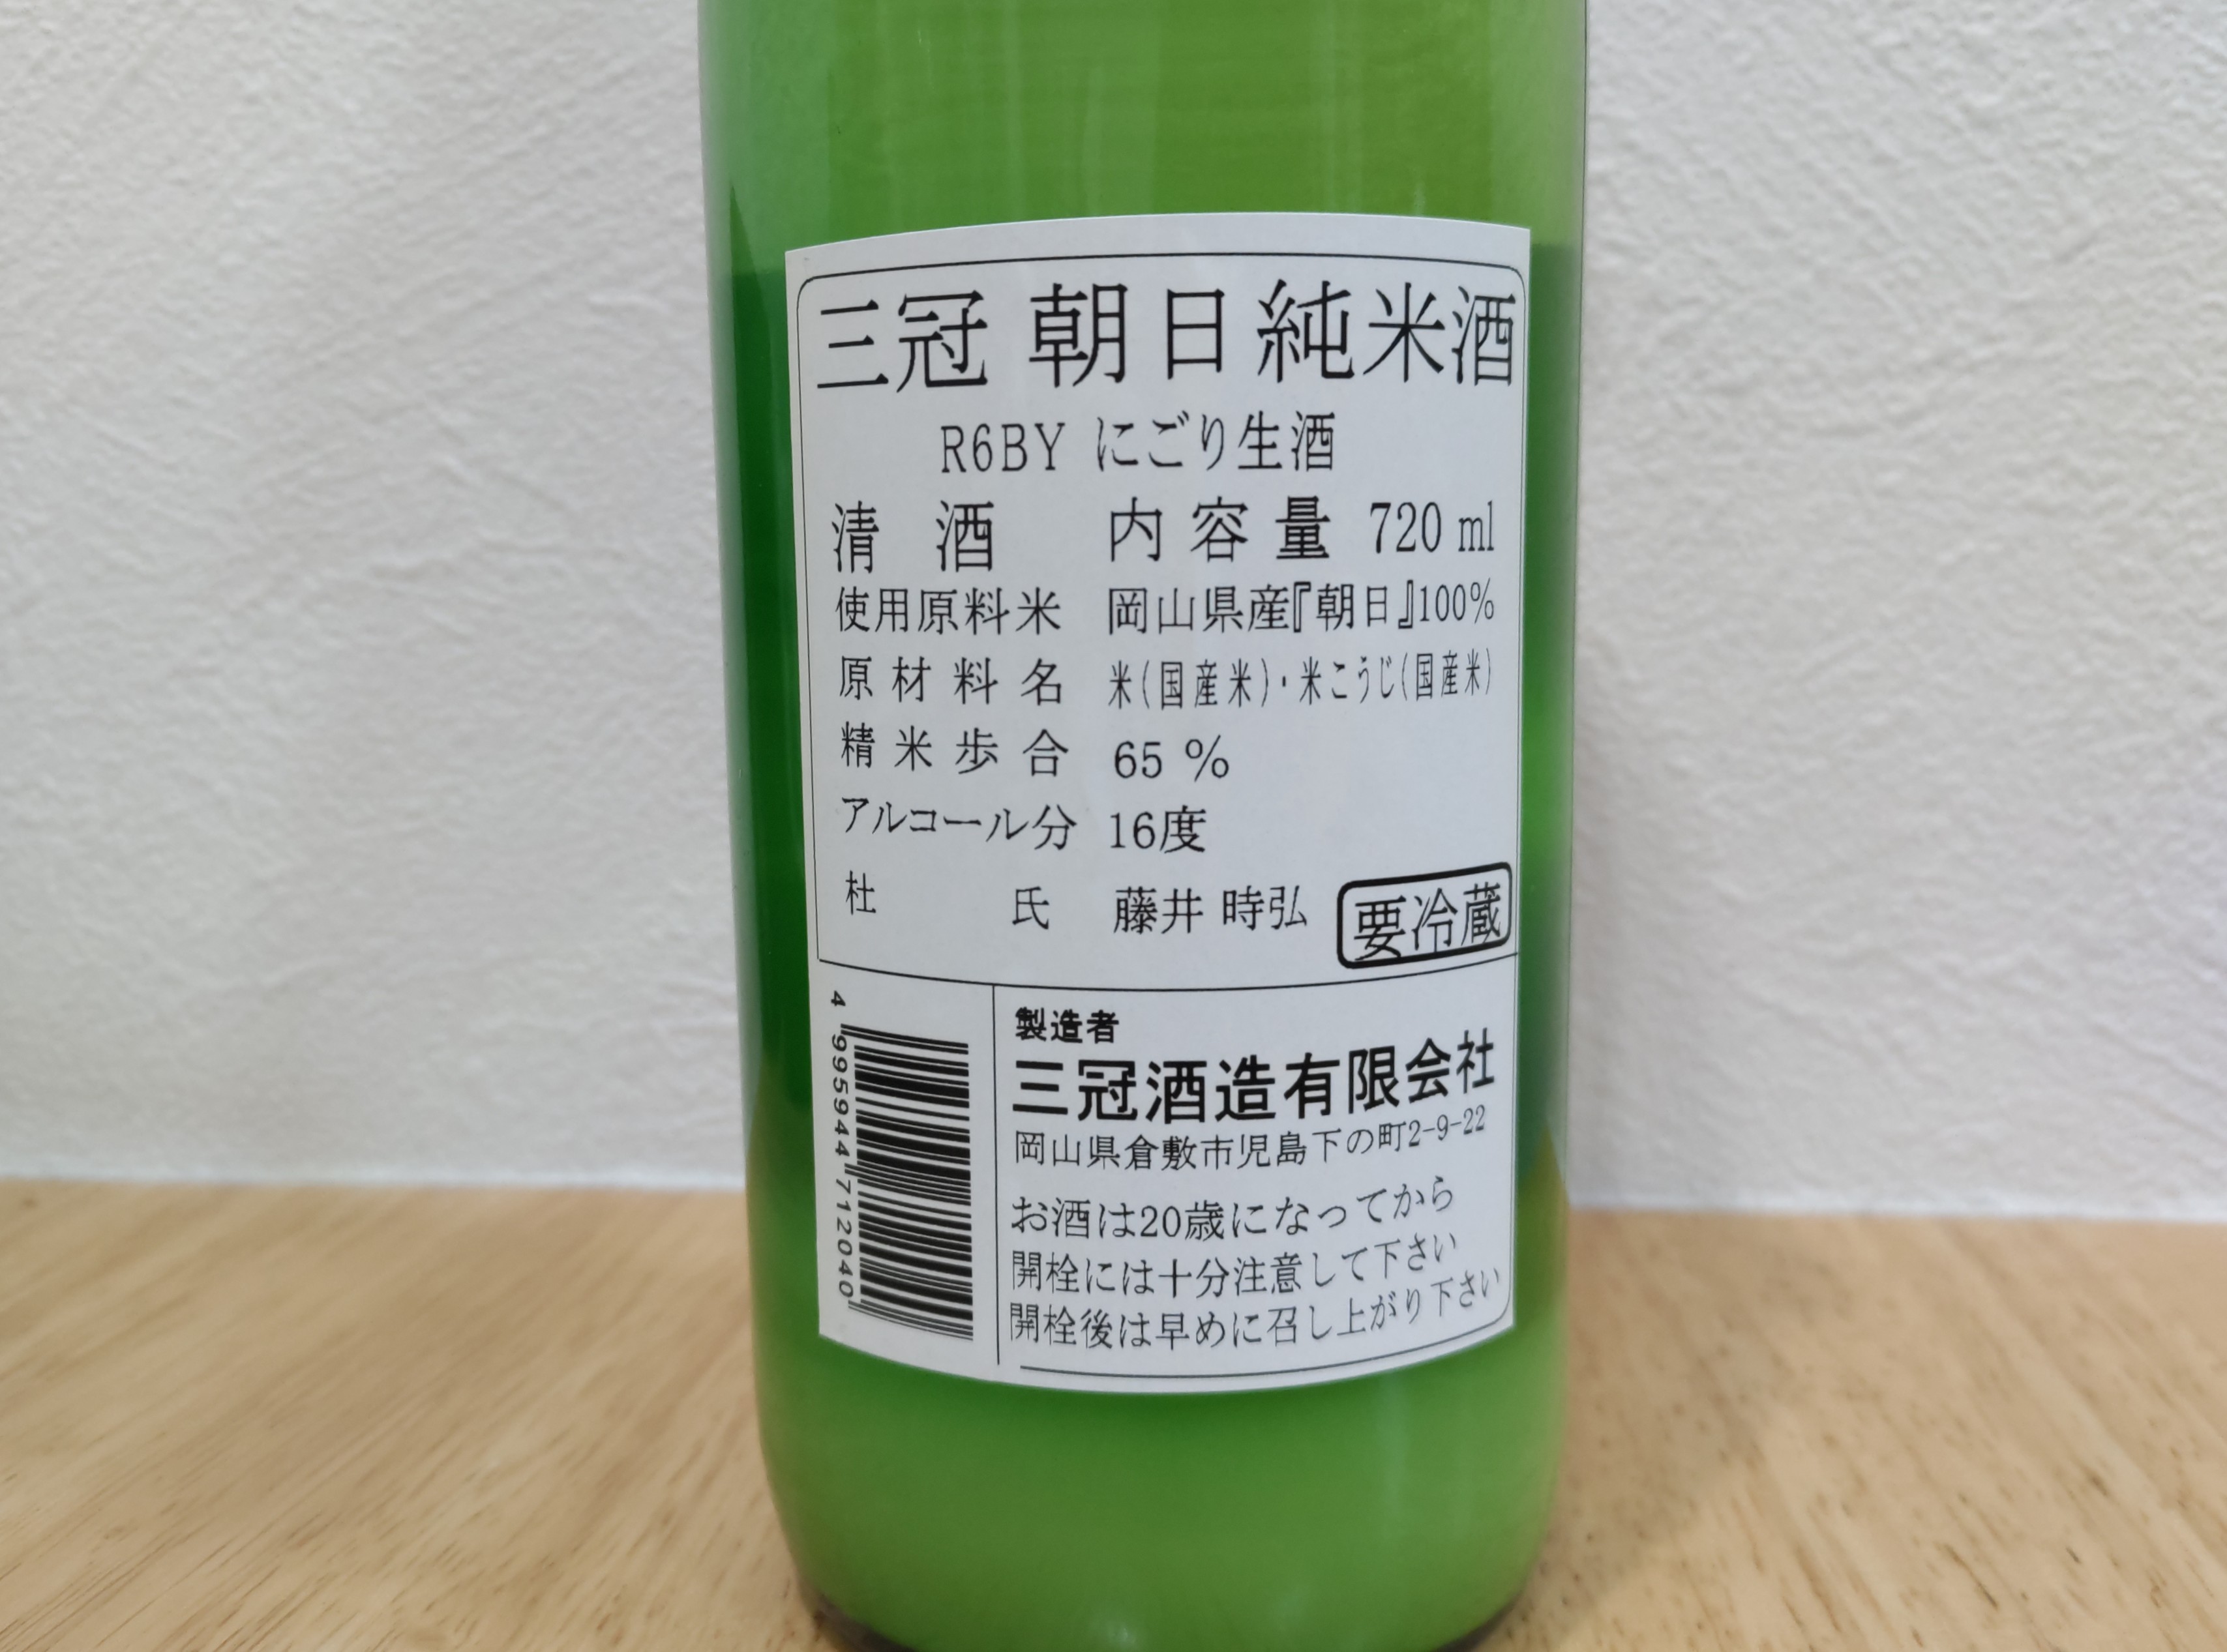 三冠 朝日純米酒
R6BY にごり生酒
清酒 内容量 720 ml
使用原料米 岡山県産『朝日』100%
原材料名 米(国産米)・米こうじ(国産米)
精米歩合 65 %
アルコール分 16度
杜氏 藤井 時弘
要冷蔵
4 995944 712040
製造者
三冠酒造有限会社
岡山県倉敷市児島下の町2-9-22
お酒は20歳になってから
開栓には十分注意して下さい
開栓後は早めに召し上がり下さい